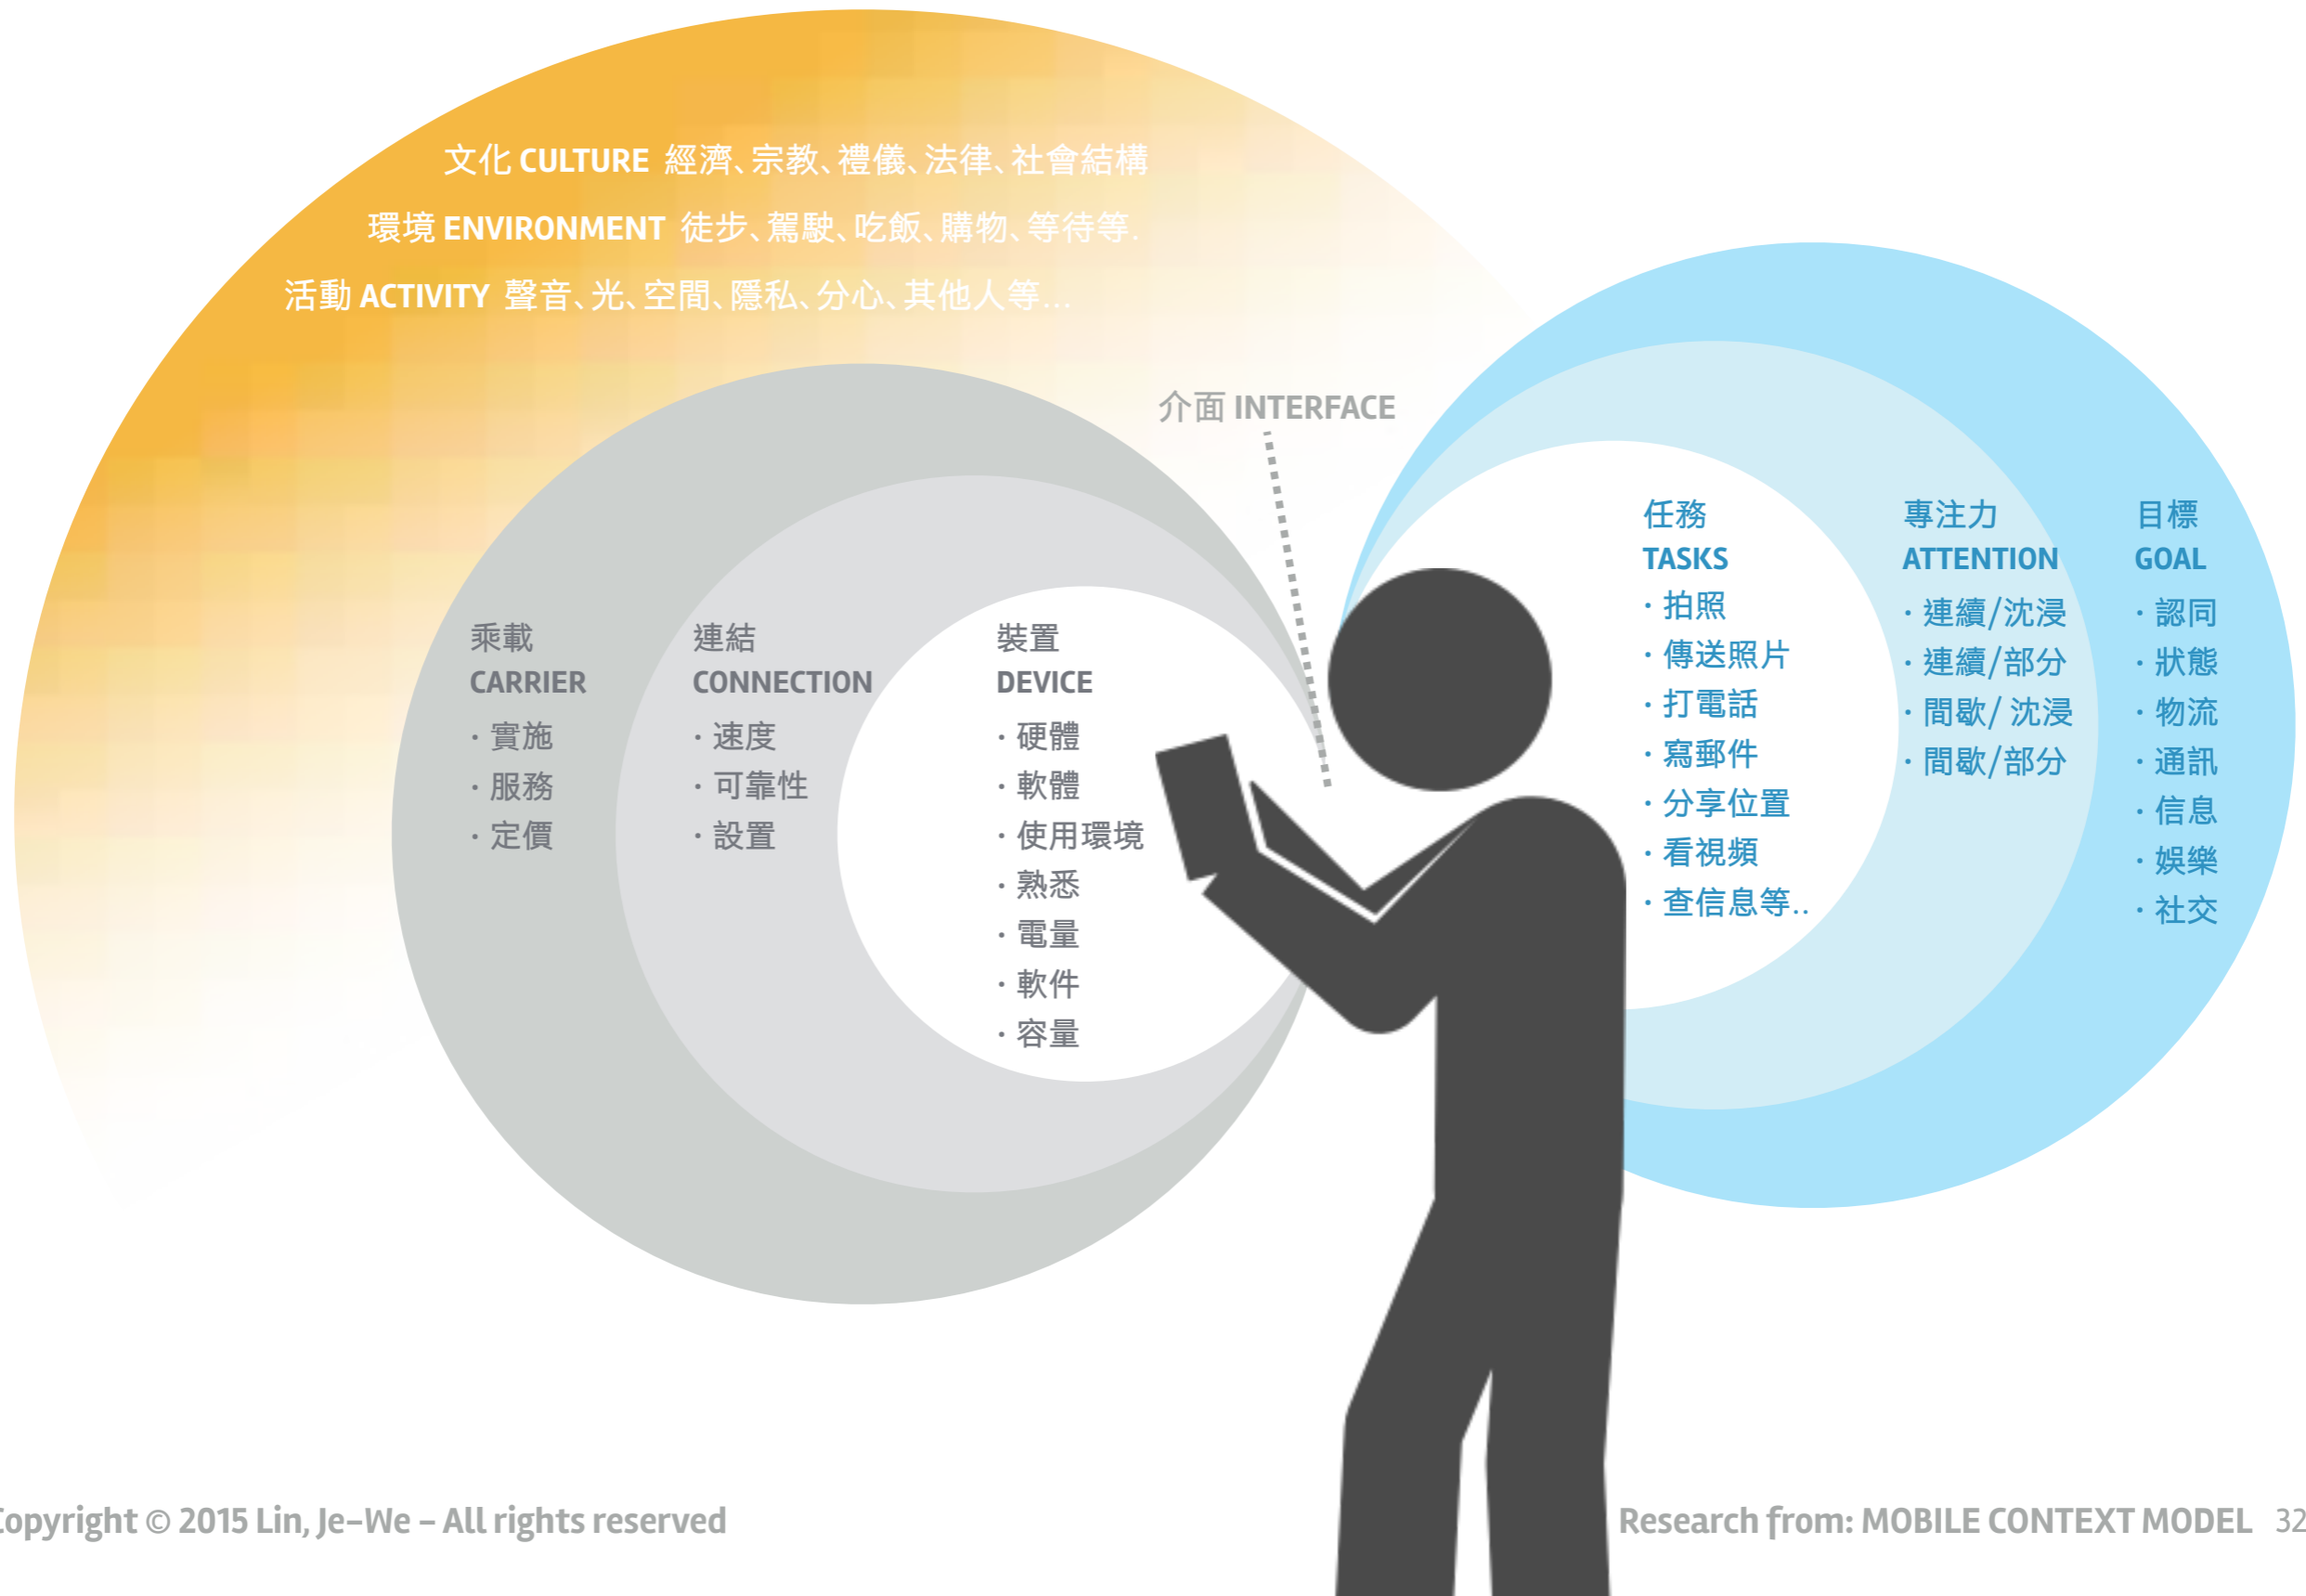 文化 CULTURE 經濟、宗教、禮儀、法律、社會結構
環境 ENVIRONMENT 徒步、駕駛、吃飯、購物、等待等.
活動 ACTIVITY 聲音、光、空間、隱私、分心、其他人等...
介面 INTERFACE
乘載
CARRIER
· 實施
· 服務
· 定價
連結
CONNECTION
· 速度
· 可靠性
· 設置
裝置
DEVICE
· 硬體
· 軟體
· 使用環境
· 熟悉
· 電量
· 軟件
· 容量
任務
TASKS
· 拍照
· 傳送照片
· 打電話
· 寫郵件
· 分享位置
· 看視頻
· 查信息等..
專注力
ATTENTION
· 連續/沈浸
· 連續/部分
· 間歇/ 沈浸
· 間歇/部分
目標
GOAL
· 認同
· 狀態
· 物流
· 通訊
· 信息
· 娛樂
· 社交
Copyright © 2015 Lin, Je-We - All rights reserved
Research from: MOBILE CONTEXT MODEL 32